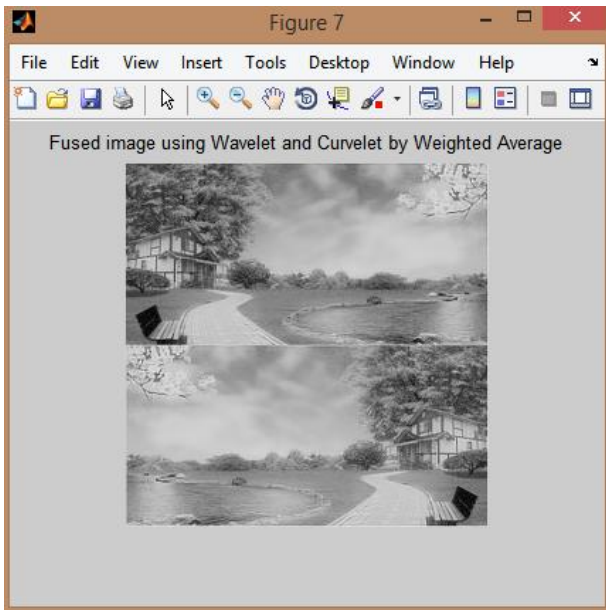 Figure 7
File Edit View Insert Tools Desktop Window Help
Fused image using Wavelet and Curvelet by Weighted Average